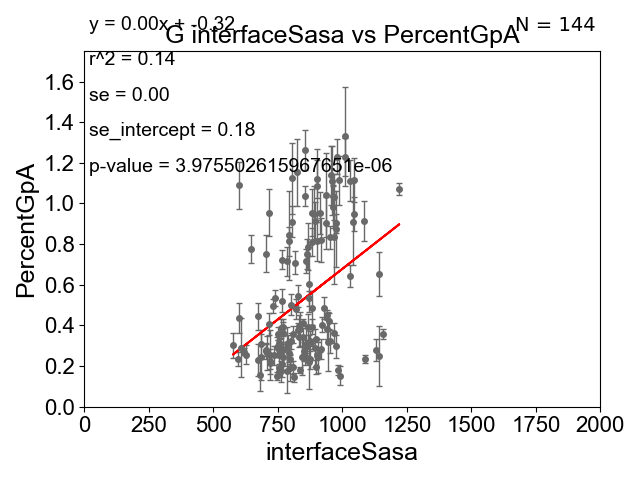 y = 0.00x + -0.32
N = 144
G interfaceSasa vs PercentGpA
r^2 = 0.14
se = 0.00
se_intercept = 0.18
p-value = 3.975502615967651e-06
PercentGpA
1.6
1.4
1.2
1.0
0.8
0.6
0.4
0.2
0.0
0 250 500 750 1000 1250 1500 1750 2000
interfaceSasa